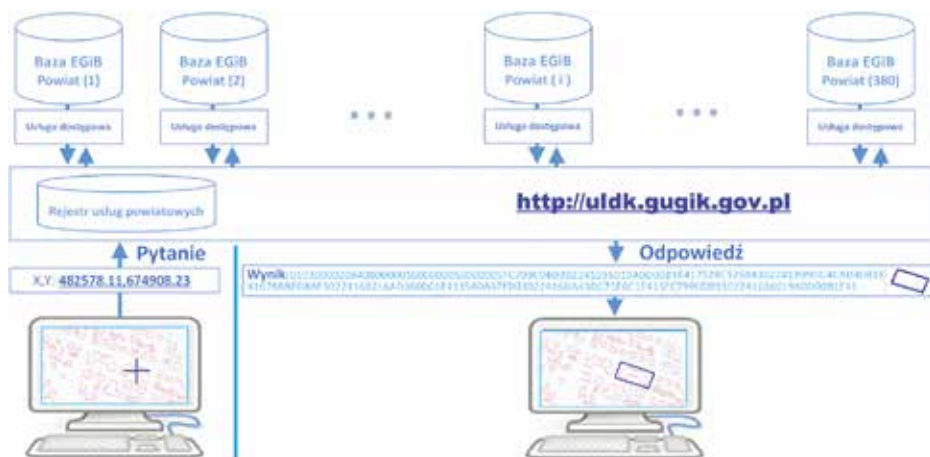 Baza EGiB
Powiat (1)
Baza EGiB
Powiat (2)
Baza EGiB
Powiat ( i )
Baza EGiB
Powiat (380)
Usługa dostępowa
Usługa dostępowa
Usługa dostępowa
Usługa dostępowa
Rejestr usług powiatowych
http://uldk.gugik.gov.pl
Pytanie
Odpowiedź
X,Y: 482578.11,674908.23
Wynik: